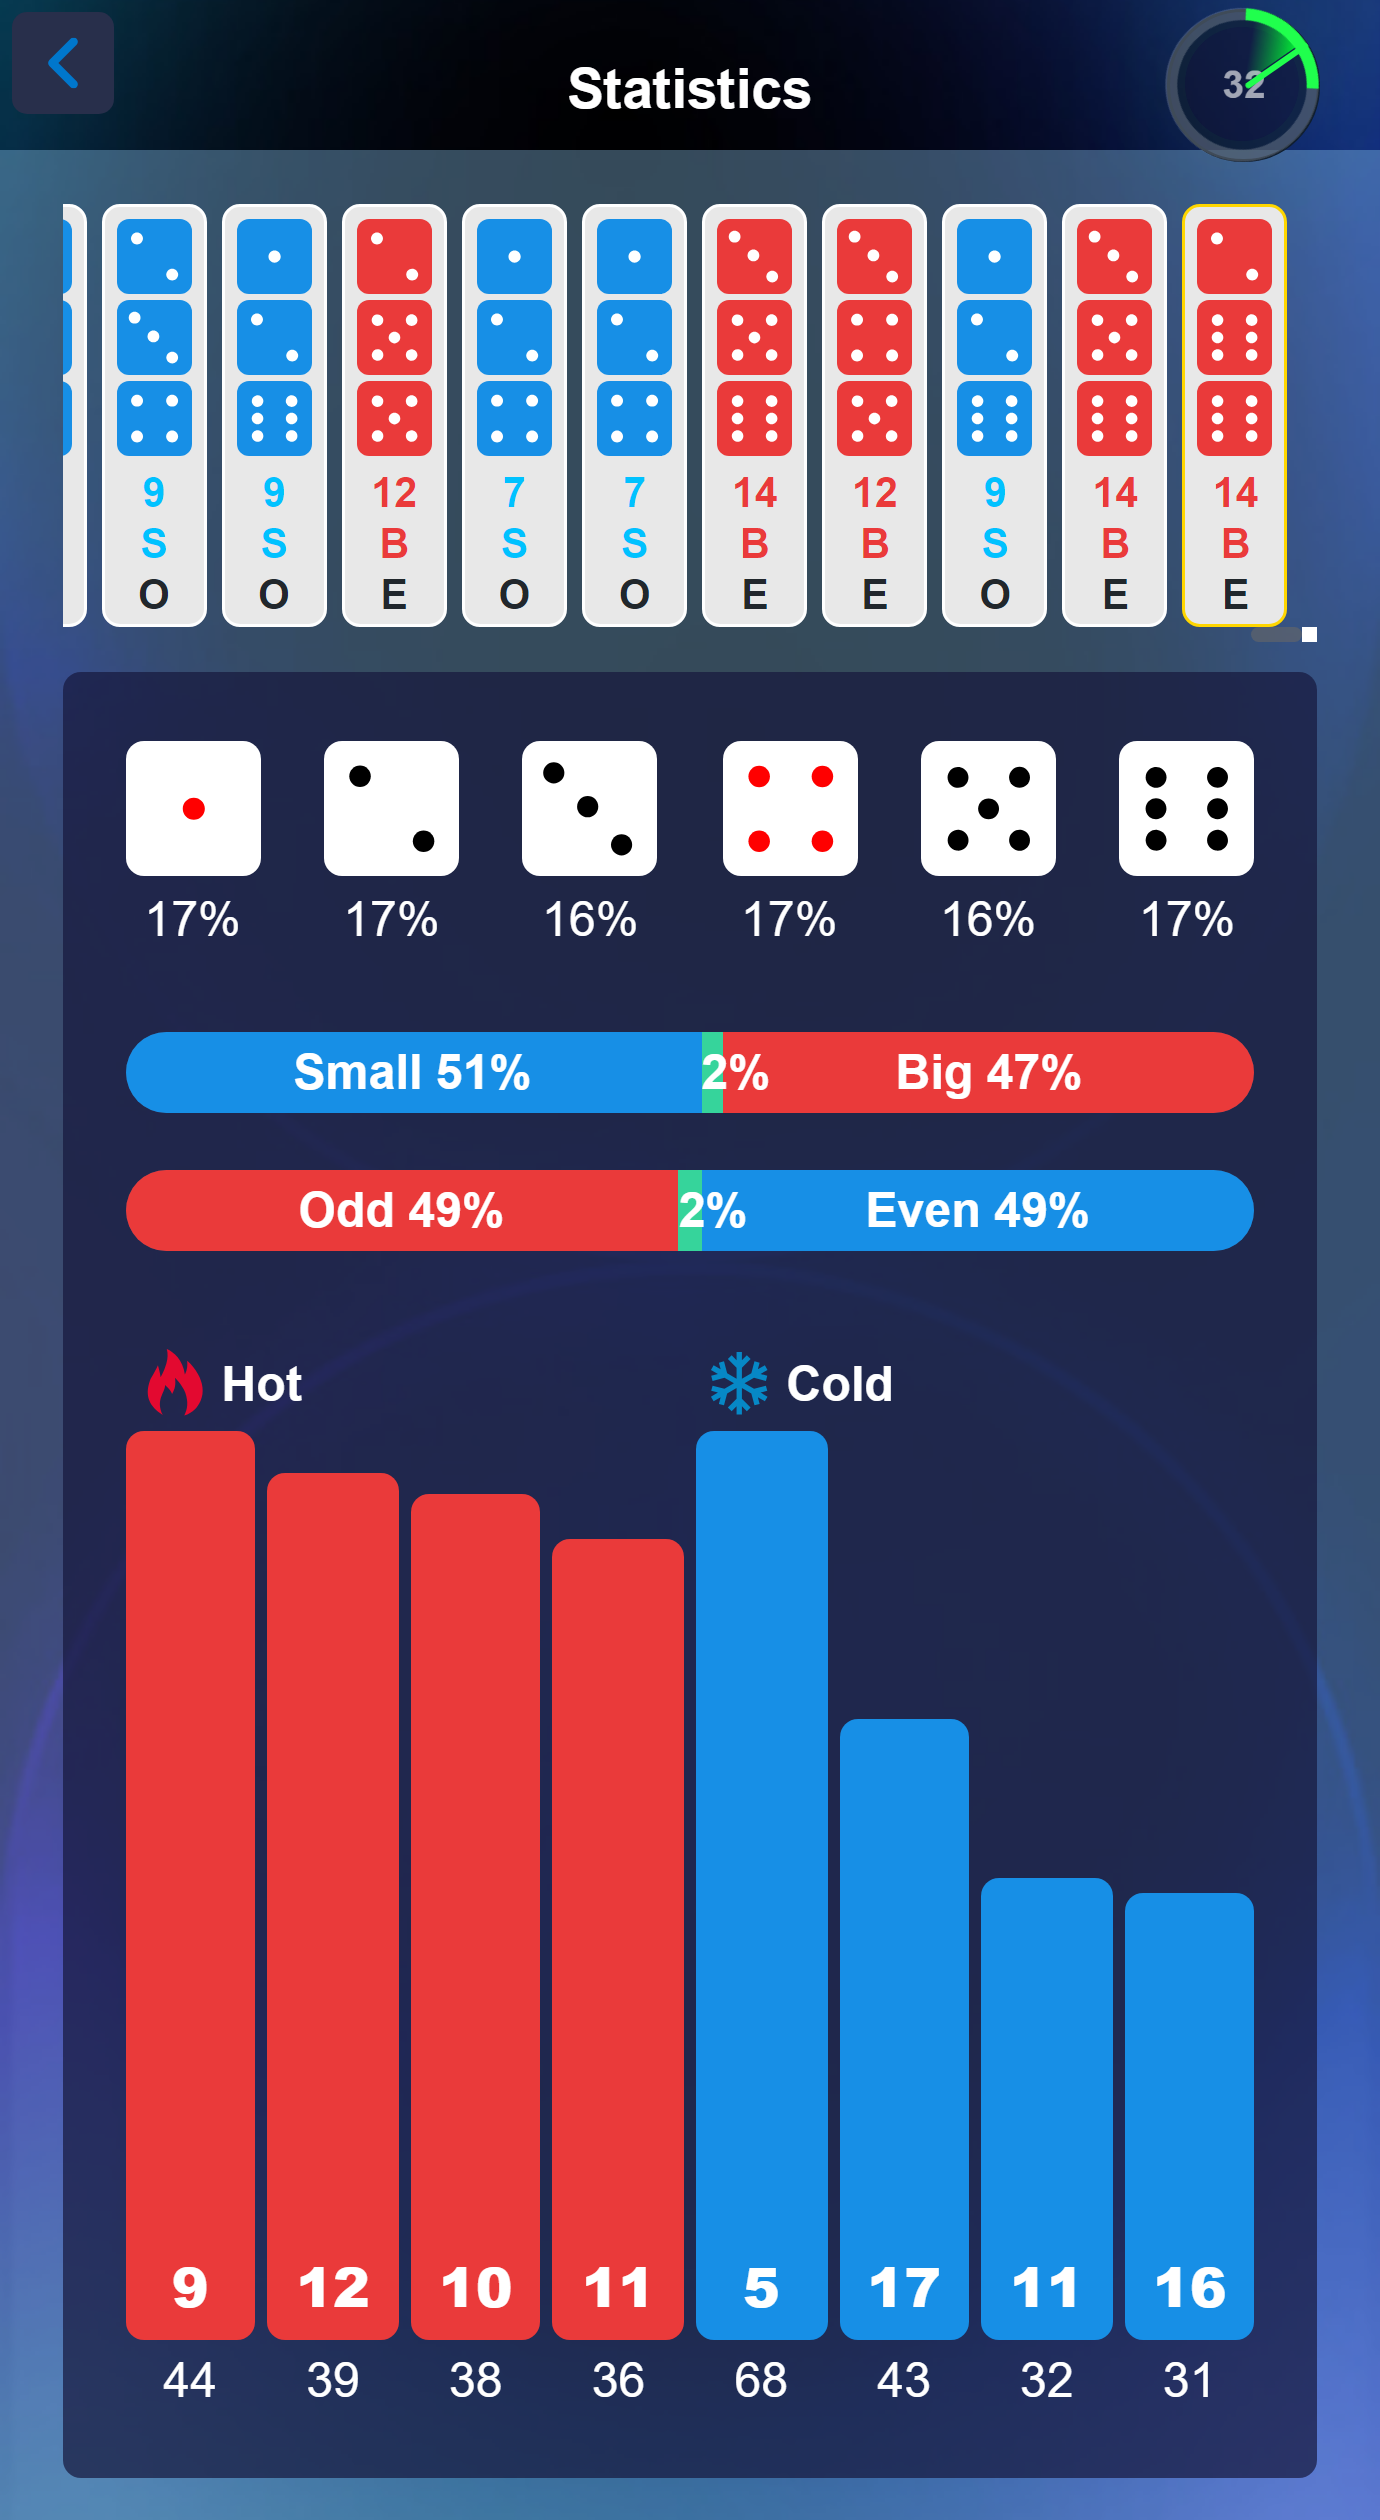 Statistics
32
9 9 12 7 7 14 12 9 14 14
S S B S S B B S B B
O O E O O E E O E E
17% 17% 16% 17% 16% 17%
Small 51% 2% Big 47%
Odd 49% 2% Even 49%
Hot Cold
9 12 10 11 5 17 11 16
44 39 38 36 68 43 32 31